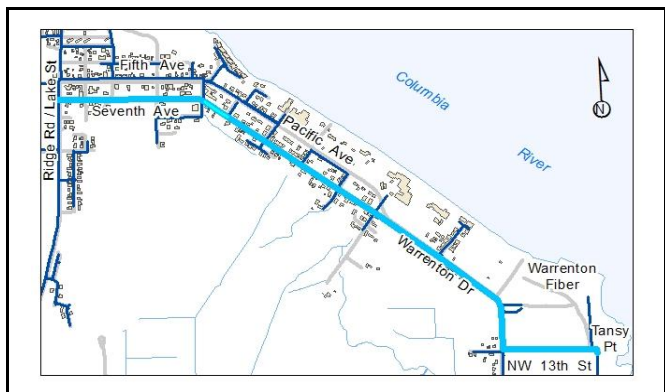 Fifth Ave
Seventh Ave
Ridge Rd / Lake St
Columbia
River
N
Pacific Ave.
Warrenton Dr
Warrenton
Fiber
Tansy
Pt
NW 13th St